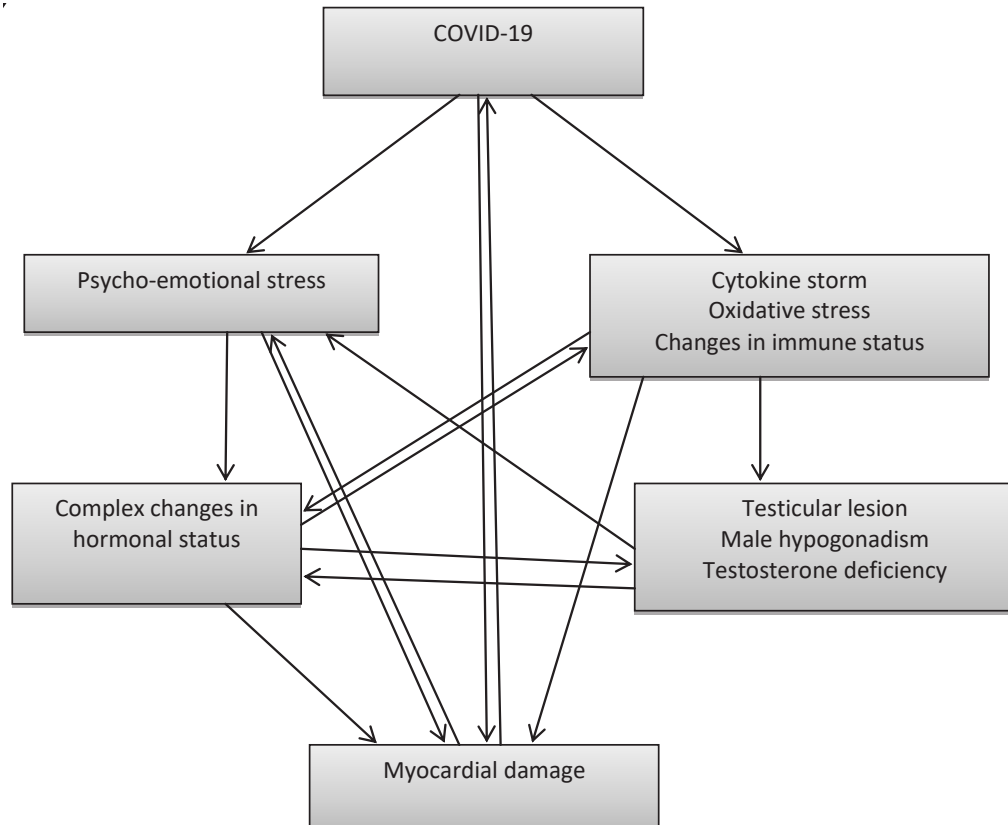 COVID-19
Psycho-emotional stress
Cytokine storm
Oxidative stress
Changes in immune status
Complex changes in
hormonal status
Testicular lesion
Male hypogonadism
Testosterone deficiency
Myocardial damage